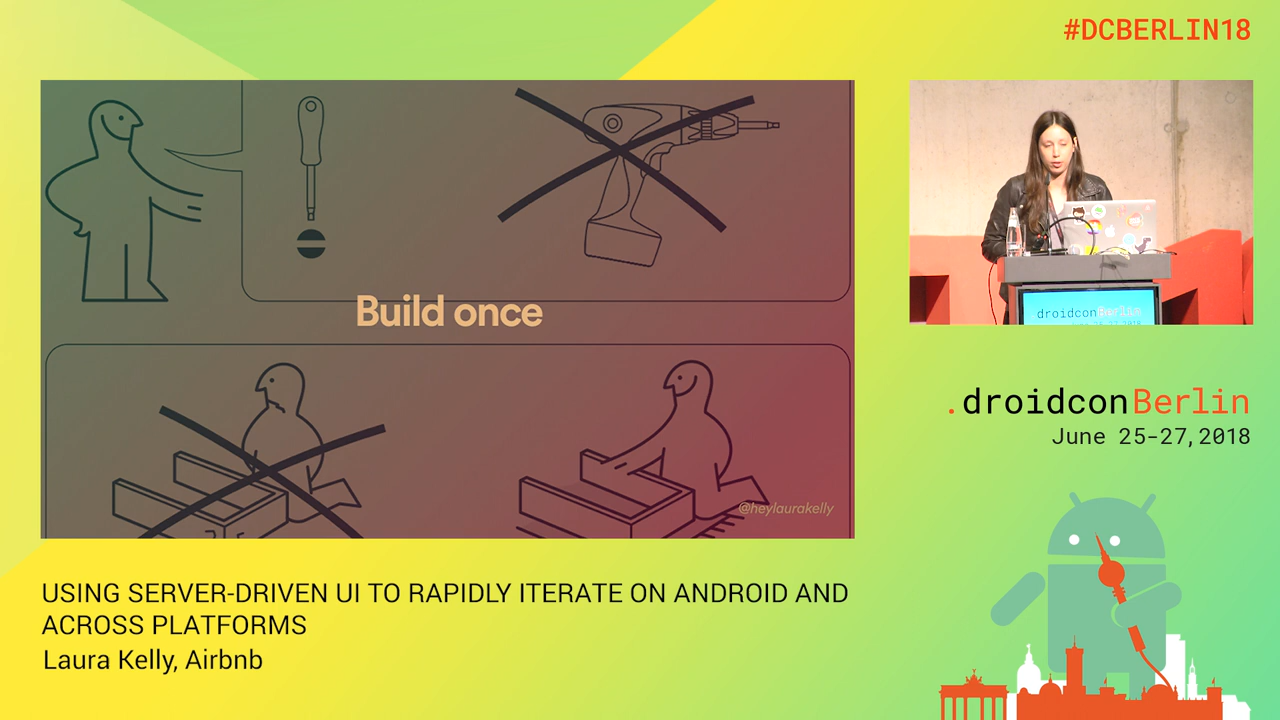 #DCBERLIN18
Build once
@heylaurakelly
droidconBerlin
.droidconBerlin
June 25-27, 2018
USING SERVER-DRIVEN UI TO RAPIDLY ITERATE ON ANDROID AND
ACROSS PLATFORMS
Laura Kelly, Airbnb